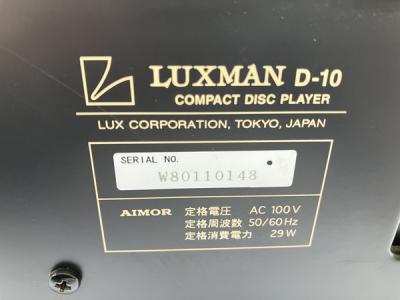 LUXMAN D-10
COMPACT DISC PLAYER
LUX CORPORATION, TOKYO, JAPAN
SERIAL NO.
W80110148
AIMOR 定格電圧 AC 100V
定格周波数 50/60Hz
定格消費電力 29W